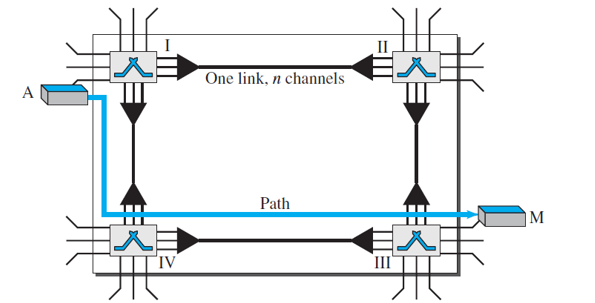 I
II
One link, n channels
A
Path
M
IV
III